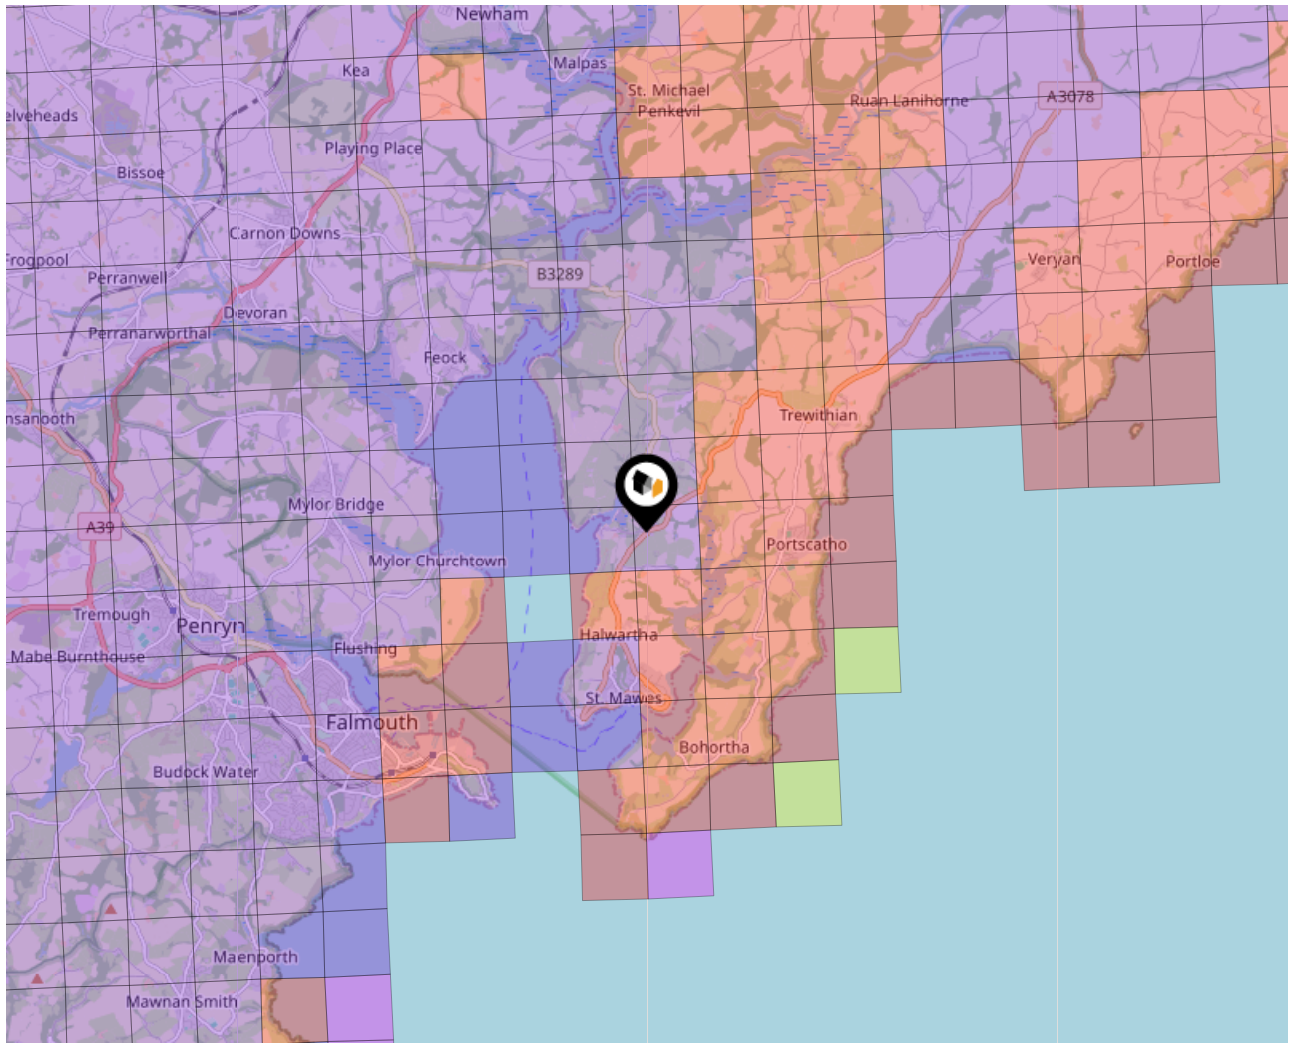 Newham
Malpas
Kea
St. Michael
Penkevil
Ruan Lanihorne
A3078
elveheads
Playing Place
Bissoe
Carnon Downs
Frogpool
Perranwell
B3289
Veryan
Portloe
Devoran
Perranarworthal
Feock
nsanooth
Trewithian
Mylor Bridge
A39
Portscatho
Mylor Churchtown
Tremough
Penryn
Halwartha
Mabe Burnthouse
Flushing
St. Mawes
Falmouth
Bohortha
Budock Water
Maenporth
Mawnan Smith